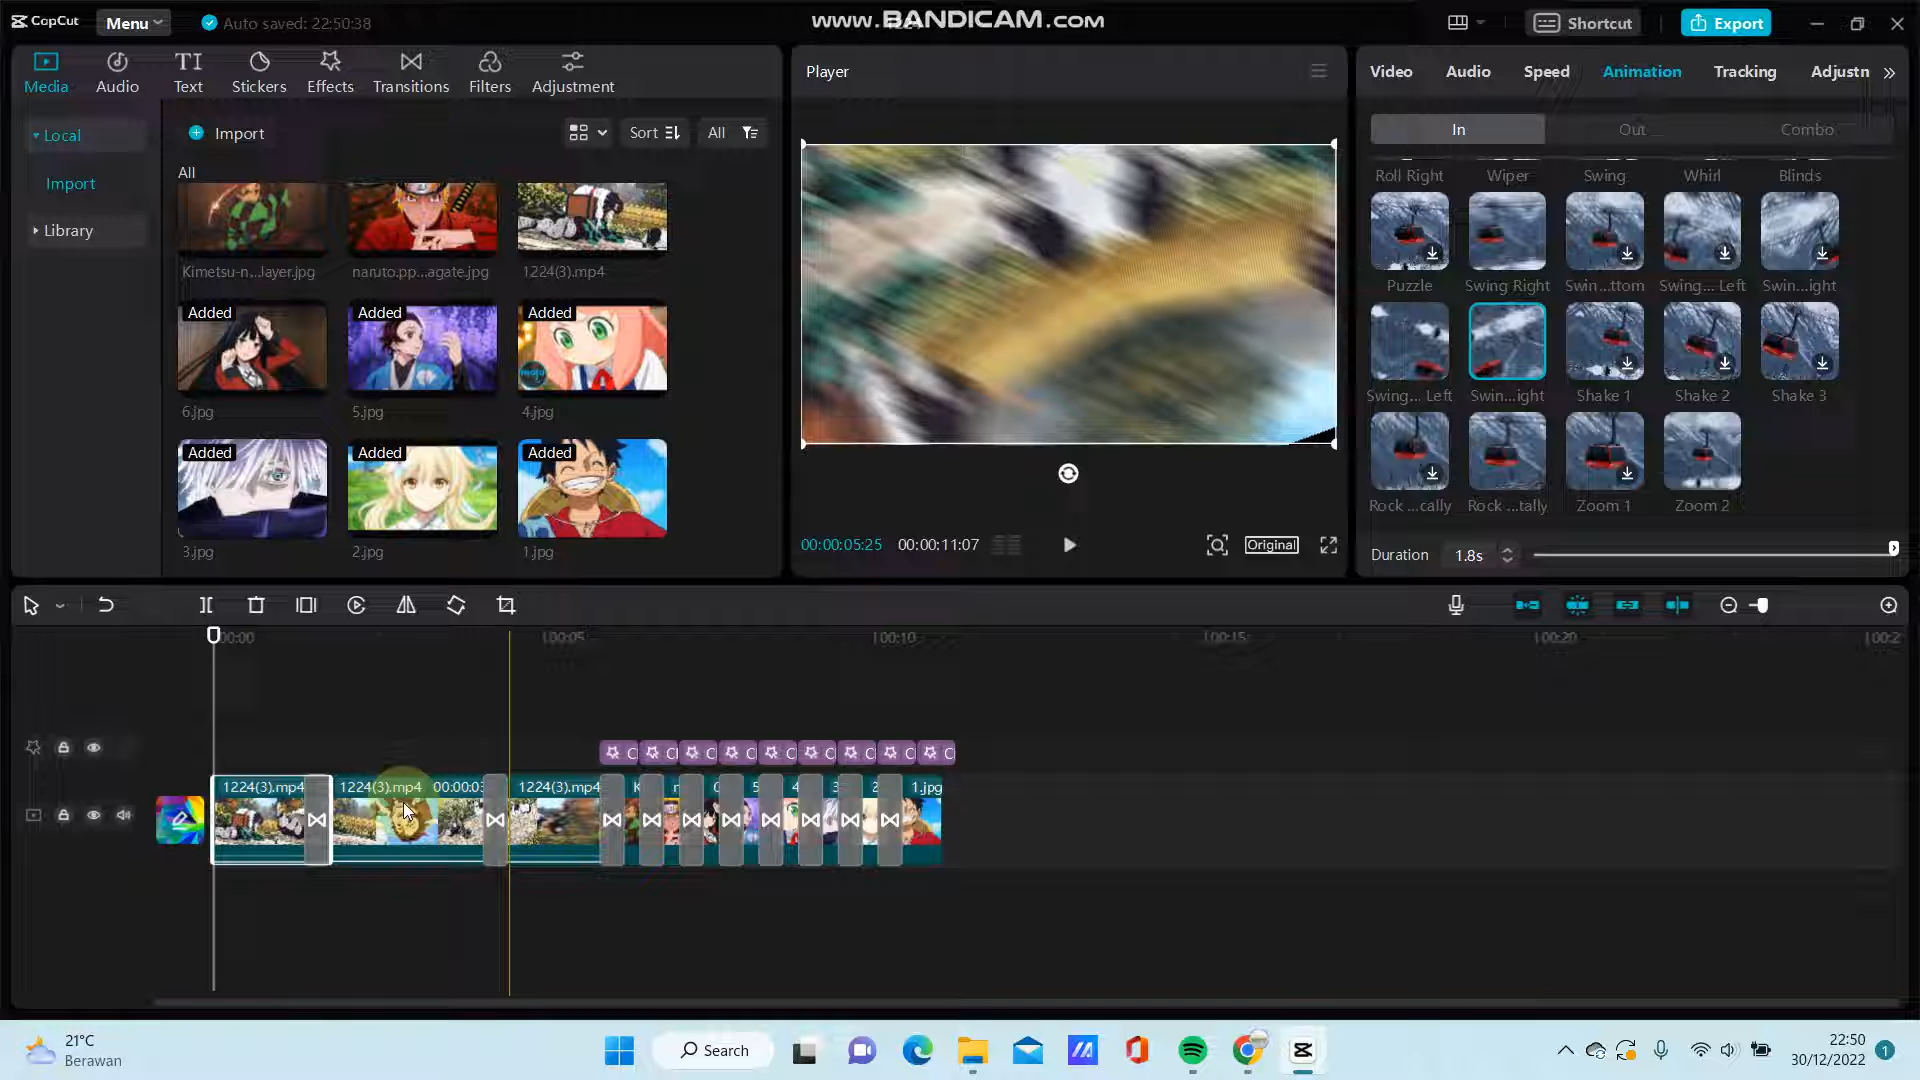 CapCut
Menu
Auto saved: 22:50:38
www.BANDICAM.com
Shortcut
Export
Media
Audio
Text
Stickers
Effects
Transitions
Filters
Adjustment
Local
Import
Library
Import
Sort
All
All
Kimetsu-n...layer.jpg
naruto.pp...agate.jpg
1224(3).mp4
Added
Added
Added
6.jpg
5.jpg
4.jpg
Added
Added
Added
3.jpg
2.jpg
1.jpg
Player
00:00:05:25
00:00:11:07
Original
Video
Audio
Speed
Animation
Tracking
Adjustn
In
Out
Combo
Roll Right
Wiper
Swing
Whirl
Blinds
Puzzle
Swing Right
Swin...ttom
Swing... Left
Swin...ight
Swing... Left
Swin...ight
Shake 1
Shake 2
Shake 3
Rock ...cally
Rock ...tally
Zoom 1
Zoom 2
Duration
1.8s
00:00
00:05
00:10
00:15
00:20
00:2
1224(3).mp4
1224(3).mp4 00:00:03
1224(3).mp4
1.jpg
21°C
Berawan
Search
22:50
30/12/2022
1